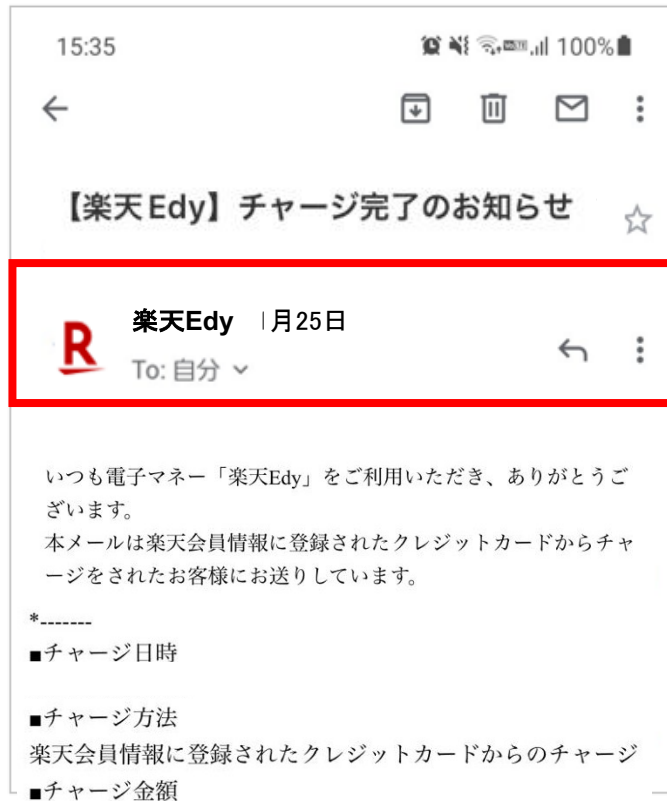 15:35 100%
【楽天Edy】チャージ完了のお知らせ
R 楽天Edy 1月25日
To: 自分
いつも電子マネー「楽天Edy」をご利用いただき、ありがとうご
ざいます。
本メールは楽天会員情報に登録されたクレジットカードからチャ
ージをされたお客様にお送りしています。
*-------
■チャージ日時
■チャージ方法
楽天会員情報に登録されたクレジットカードからのチャージ
■チャージ金額